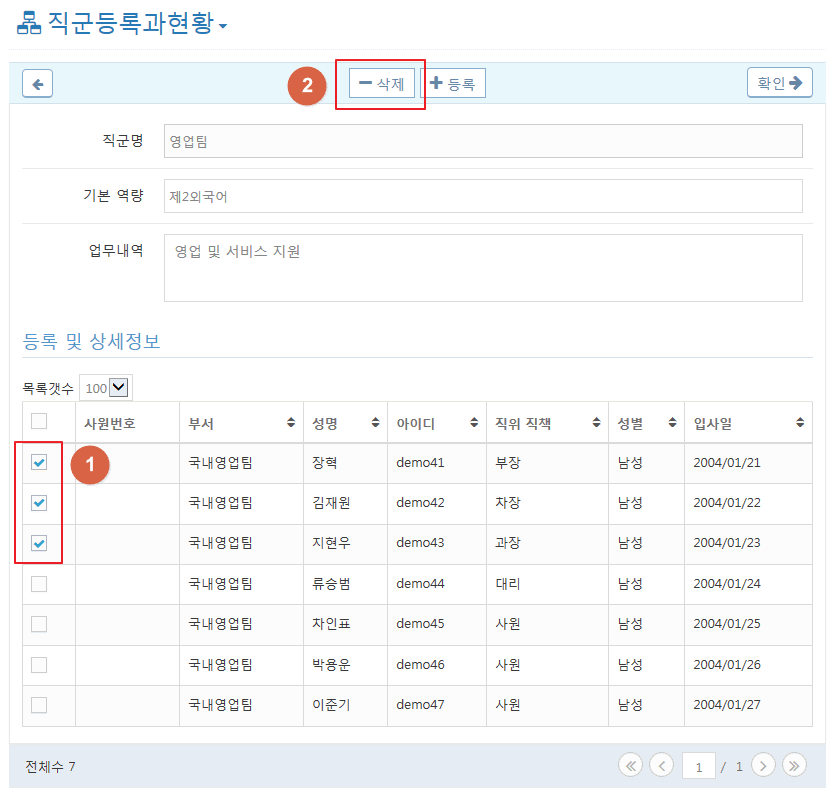 직군등록과현황
2 삭제 등록 확인
직군명 영업팀
기본 역량 제2외국어
업무내역 영업 및 서비스 지원
등록 및 상세정보
목록갯수 100
사원번호 부서 성명 아이디 직위 직책 성별 입사일
1 국내영업팀 장혁 demo41 부장 남성 2004/01/21
국내영업팀 김재원 demo42 차장 남성 2004/01/22
국내영업팀 지현우 demo43 과장 남성 2004/01/23
국내영업팀 류승범 demo44 대리 남성 2004/01/24
국내영업팀 차인표 demo45 사원 남성 2004/01/25
국내영업팀 박용운 demo46 사원 남성 2004/01/26
국내영업팀 이준기 demo47 사원 남성 2004/01/27
전체수 7 1 / 1